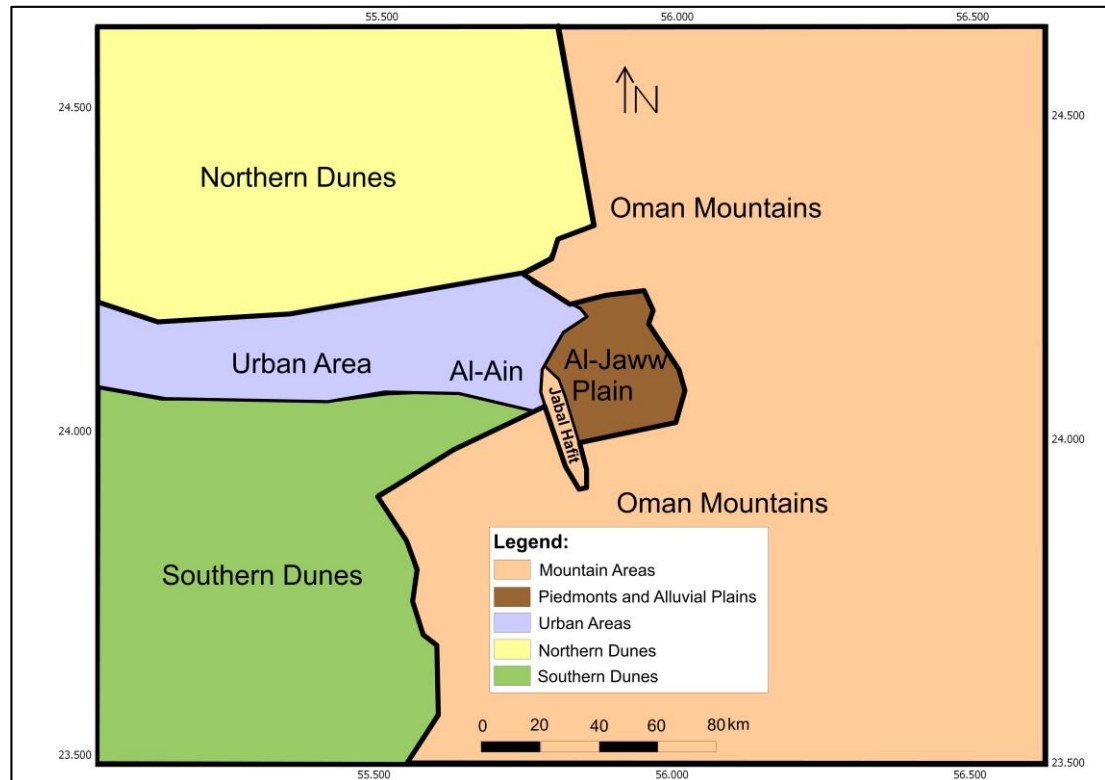 55.500
56.000
56.500
24.500
N
24.500
Northern Dunes
Oman Mountains
Urban Area
Al-Ain
Al-Jaww
Plain
Jabal Hafit
24.000
24.000
Oman Mountains
Southern Dunes
Legend:
Mountain Areas
Piedmonts and Alluvial Plains
Urban Areas
Northern Dunes
Southern Dunes
0 20 40 60 80 km
23.500
23.500
55.500
56.000
56.500